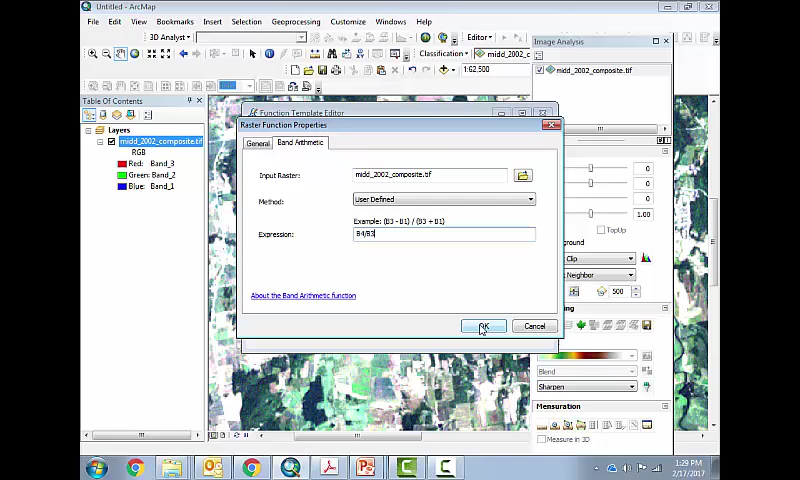 Untitled - ArcMap
File Edit View Bookmarks Insert Selection Geoprocessing Customize Windows Help
3D Analyst
Editor
Classification midd_2002_c
1:62,500
Image Analysis
midd_2002_composite.tif
Table Of Contents
Layers
midd_2002_composite.tif
RGB
Red: Band_3
Green: Band_2
Blue: Band_1
Function Template Editor
Raster Function Properties
General Band Arithmetic
Input Raster: midd_2002_composite.tif
Method: User Defined
Example: (B3 - B1) / (B3 + B1)
Expression: B4/B3
About the Band Arithmetic function
OK Cancel
0
0
0
1.00
TopUp
ground
Clip
Neighbor
500
ing
Blend
Sharpen
Mensuration
Measure in 3D
1:29 PM
2/17/2017